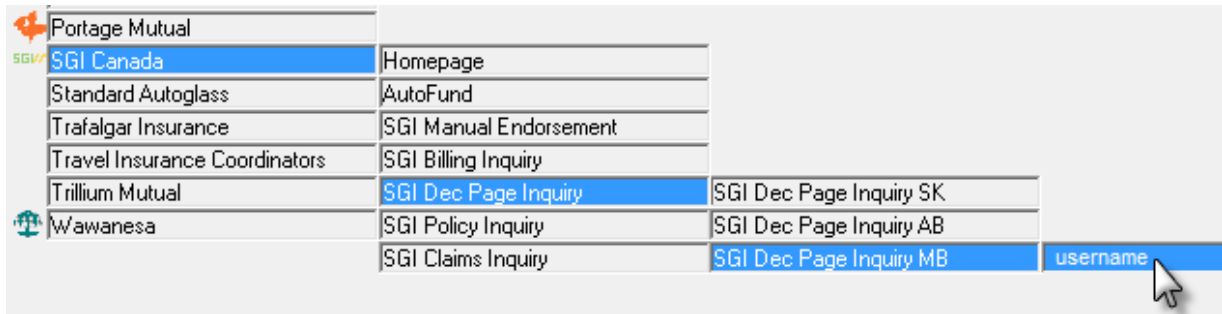 Portage Mutual
SGI SGI Canada Homepage
Standard Autoglass AutoFund
Trafalgar Insurance SGI Manual Endorsement
Travel Insurance Coordinators SGI Billing Inquiry
Trillium Mutual SGI Dec Page Inquiry SGI Dec Page Inquiry SK
Wawanesa SGI Policy Inquiry SGI Dec Page Inquiry AB
SGI Claims Inquiry SGI Dec Page Inquiry MB username